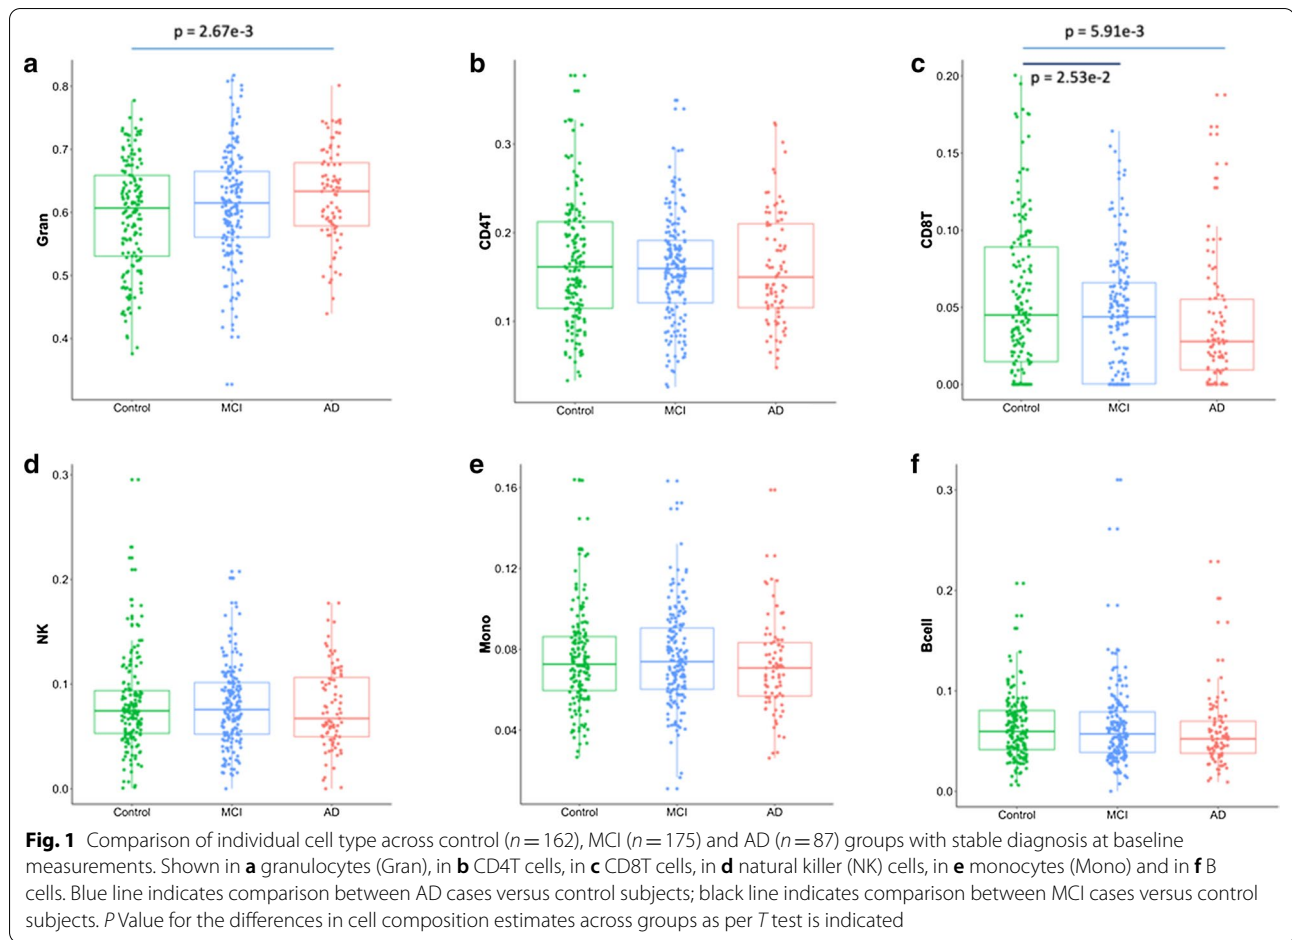 p = 2.67e-3
a
Gran
0.8
0.7
0.6
0.5
0.4
Control MCI AD
b
CD4T
0.3
0.2
0.1
Control MCI AD
p = 5.91e-3
p = 2.53e-2
c
CD8T
0.20
0.15
0.10
0.05
0.00
Control MCI AD
d
NK
0.3
0.2
0.1
0.0
Control MCI AD
e
Mono
0.16
0.12
0.08
0.04
Control MCI AD
f
Bcell
0.3
0.2
0.1
0.0
Control MCI AD
Fig. 1 Comparison of individual cell type across control (n = 162), MCI (n = 175) and AD (n = 87) groups with stable diagnosis at baseline
measurements. Shown in a granulocytes (Gran), in b CD4T cells, in c CD8T cells, in d natural killer (NK) cells, in e monocytes (Mono) and in f B
cells. Blue line indicates comparison between AD cases versus control subjects; black line indicates comparison between MCI cases versus control
subjects. P Value for the differences in cell composition estimates across groups as per T test is indicated